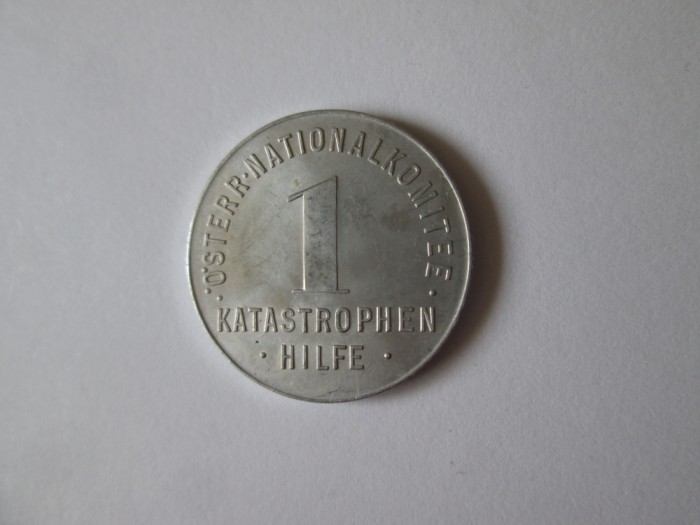 ·ÖSTERR·NATIONALKOMITEE·
1
KATASTROPHEN
· HILFE ·